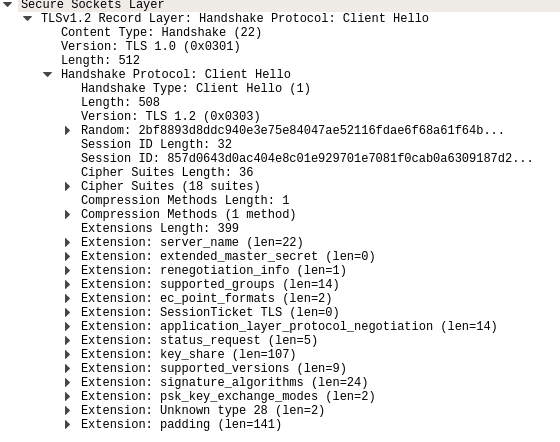 Secure Sockets Layer
TLSv1.2 Record Layer: Handshake Protocol: Client Hello
Content Type: Handshake (22)
Version: TLS 1.0 (0x0301)
Length: 512
Handshake Protocol: Client Hello
Handshake Type: Client Hello (1)
Length: 508
Version: TLS 1.2 (0x0303)
Random: 2bf8893d8ddc940e3e75e84047ae52116fdae6f68a61f64b...
Session ID Length: 32
Session ID: 857d0643d0ac404e8c01e929701e7081f0cab0a6309187d2...
Cipher Suites Length: 36
Cipher Suites (18 suites)
Compression Methods Length: 1
Compression Methods (1 method)
Extensions Length: 399
Extension: server_name (len=22)
Extension: extended_master_secret (len=0)
Extension: renegotiation_info (len=1)
Extension: supported_groups (len=14)
Extension: ec_point_formats (len=2)
Extension: SessionTicket TLS (len=0)
Extension: application_layer_protocol_negotiation (len=14)
Extension: status_request (len=5)
Extension: key_share (len=107)
Extension: supported_versions (len=9)
Extension: signature_algorithms (len=24)
Extension: psk_key_exchange_modes (len=2)
Extension: Unknown type 28 (len=2)
Extension: padding (len=141)